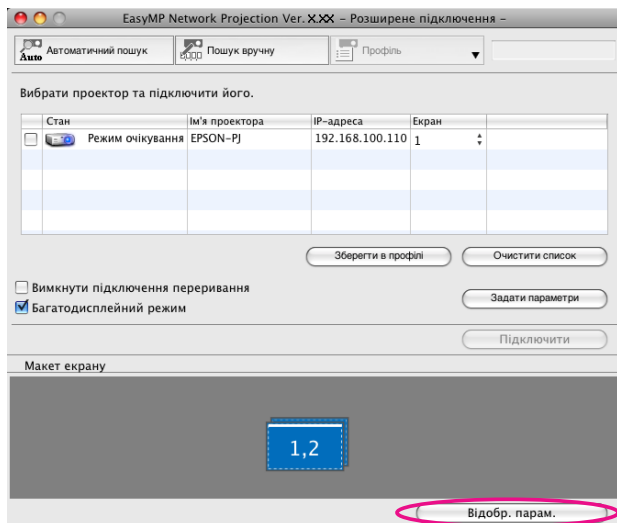 EasyMP Network Projection Ver. X.XX – Розширене підключення –
Auto Автоматичний пошук Пошук вручну Профіль
Вибрати проектор та підключити його.
Стан Ім'я проектора IP-адреса Екран
Режим очікування EPSON-PJ 192.168.100.110 1
Зберегти в профілі Очистити список
Вимкнути підключення переривання
Багатодисплейний режим
Задати параметри
Підключити
Макет екрану
1,2
Відобр. парам.